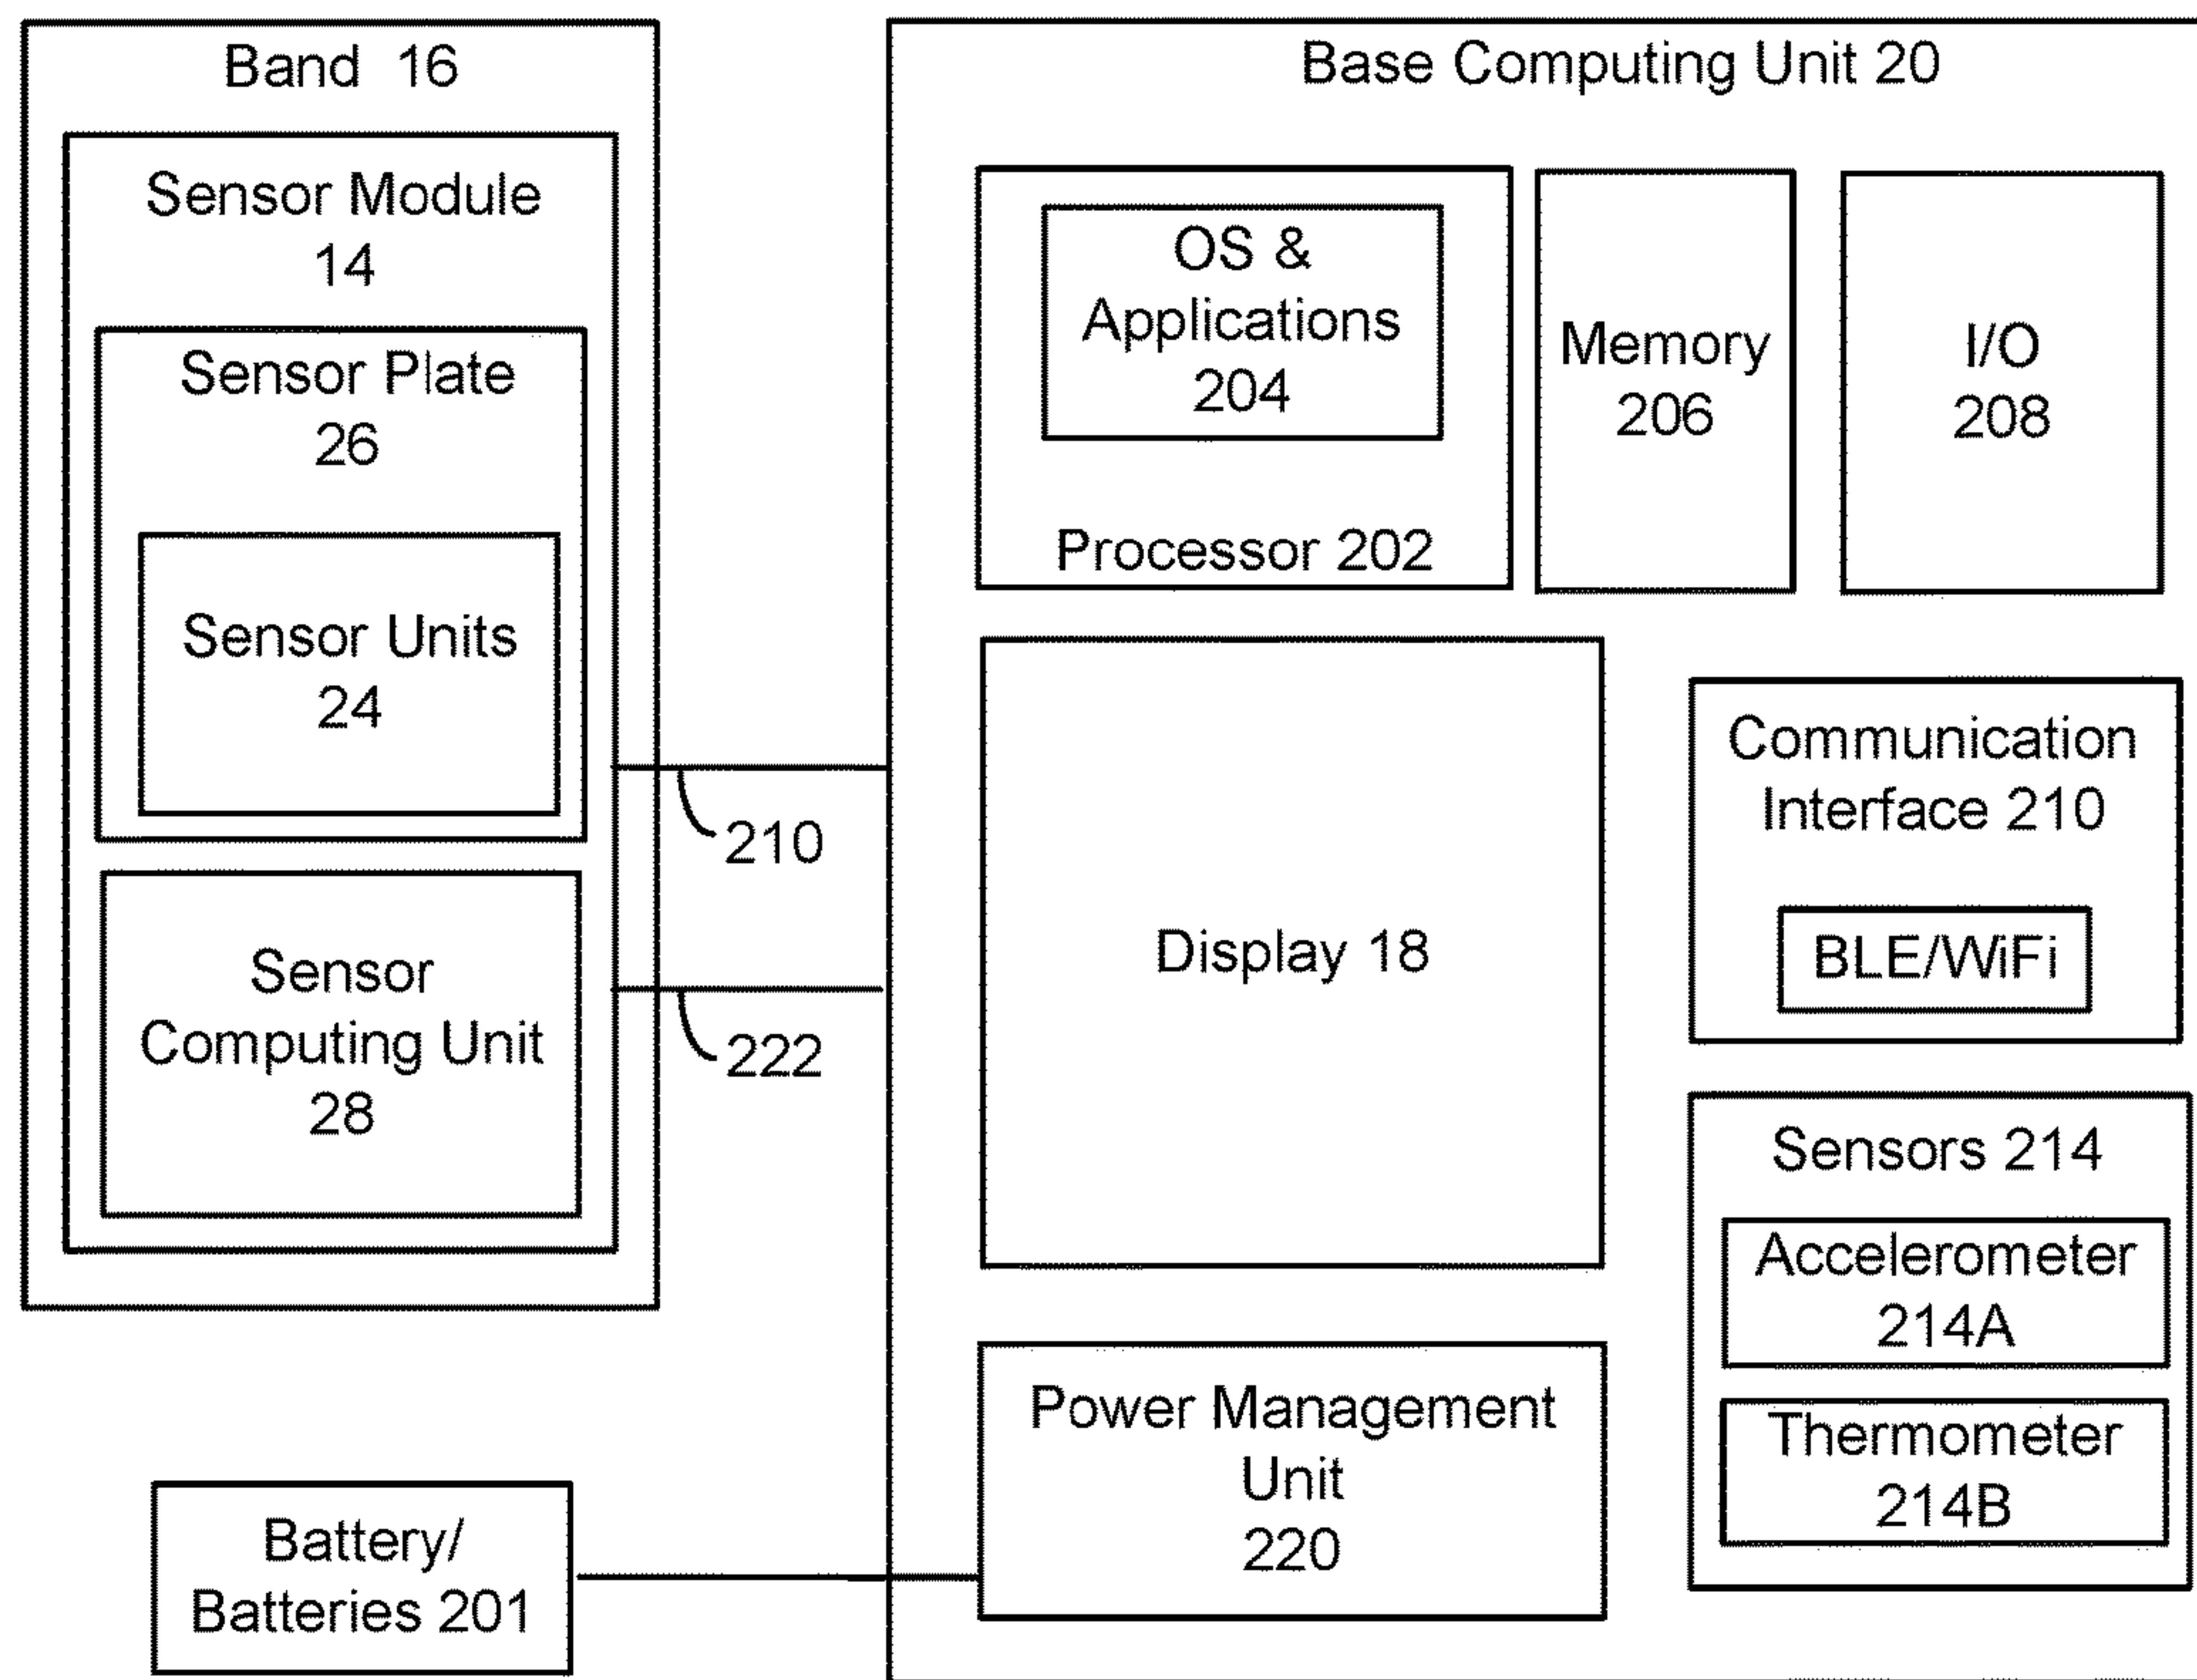 Band 16
Sensor Module
14
Sensor Plate
26
Sensor Units
24
Sensor
Computing Unit
28
210
222
Battery/
Batteries 201
Base Computing Unit 20
OS &
Applications
204
Processor 202
Memory
206
I/O
208
Display 18
Communication
Interface 210
BLE/WiFi
Sensors 214
Accelerometer
214A
Thermometer
214B
Power Management
Unit
220